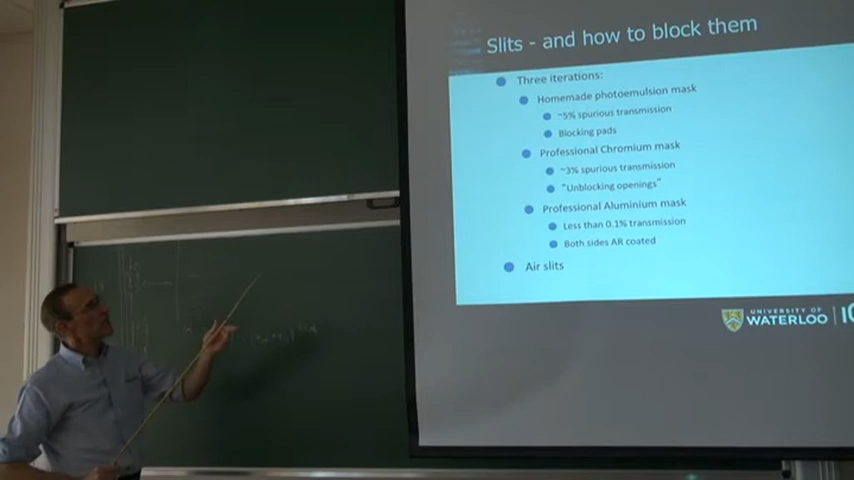 Slits - and how to block them
Three iterations:
Homemade photoemulsion mask
~5% spurious transmission
Blocking pads
Professional Chromium mask
~3% spurious transmission
"Unblocking openings"
Professional Aluminium mask
Less than 0.1% transmission
Both sides AR coated
Air slits
UNIVERSITY OF
WATERLOO